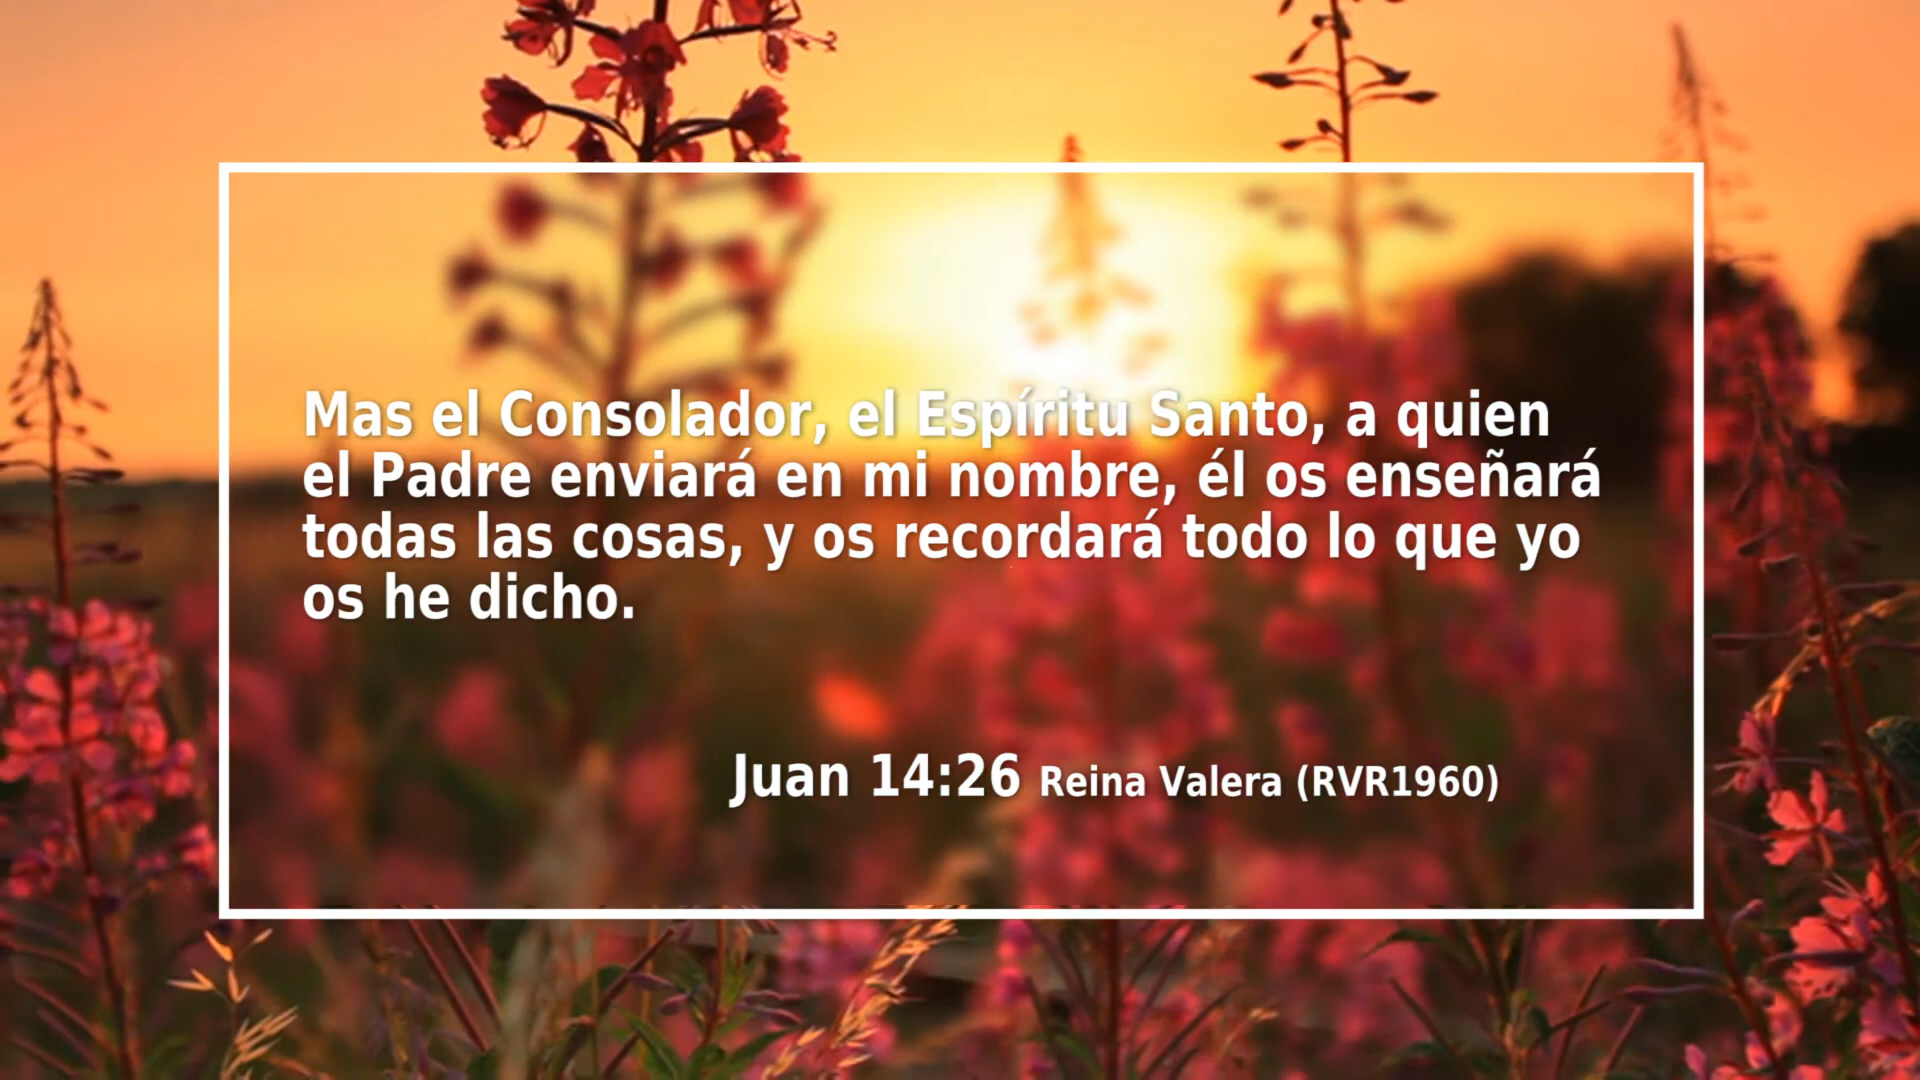 Mas el Consolador, el Espíritu Santo, a quien
el Padre enviará en mi nombre, él os enseñará
todas las cosas, y os recordará todo lo que yo
os he dicho.
Juan 14:26 Reina Valera (RVR1960)